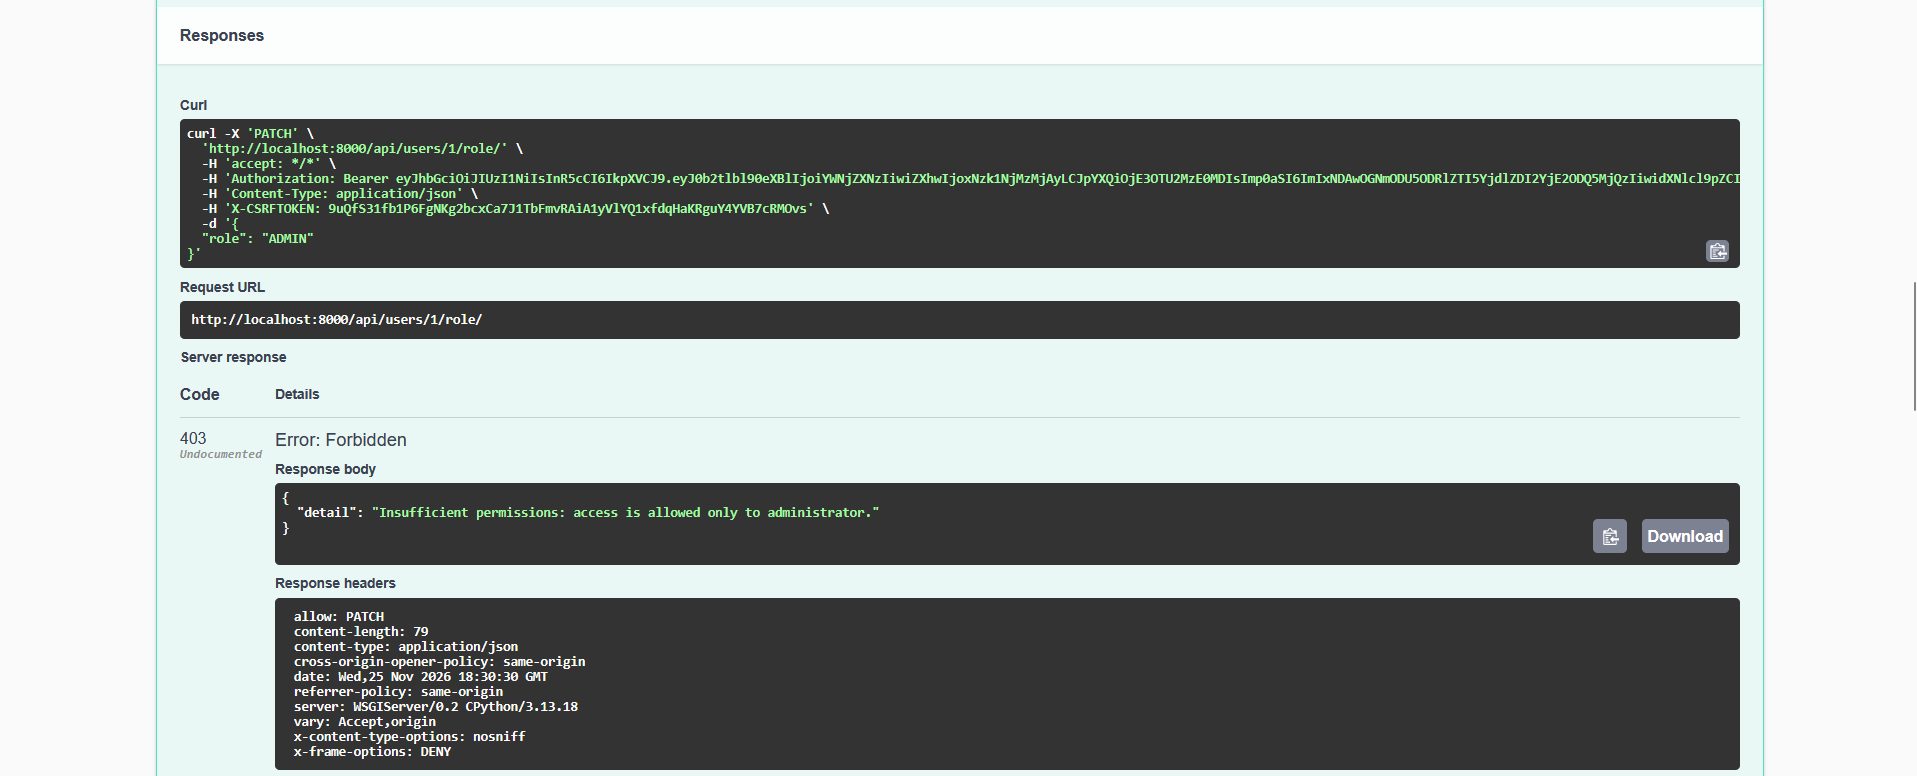 Responses
Curl
curl -X 'PATCH' \
  'http://localhost:8000/api/users/1/role/' \
  -H 'accept: */*' \
  -H 'Authorization: Bearer eyJhbGciOiJIUzI1NiIsInR5cCI6IkpXVCJ9.eyJ0b2tlbl90eXBlIjoiYWNjZXNzIiwiZXhwIjoxNzk1NjMzMjAyLCJpYXQiOjE3OTU2MzE0MDIsImp0aSI6ImIxNDAwOGNmODU5ODRlZTI5YjdlZDI2YjE2ODQ5MjQzIiwidXNlcl9pZCI
  -H 'Content-Type: application/json' \
  -H 'X-CSRFTOKEN: 9uQfS31fb1P6FgNKg2bcxCa7J1TbFmvRAiA1yVlYQ1xfdqHaKRguY4YVB7cRMOvs' \
  -d '{
  "role": "ADMIN"
}'
Request URL
http://localhost:8000/api/users/1/role/
Server response
Code Details
403 Error: Forbidden
Undocumented
Response body
{
  "detail": "Insufficient permissions: access is allowed only to administrator."
}
Download
Response headers
allow: PATCH
content-length: 79
content-type: application/json
cross-origin-opener-policy: same-origin
date: Wed,25 Nov 2026 18:30:30 GMT
referrer-policy: same-origin
server: WSGIServer/0.2 CPython/3.13.18
vary: Accept,origin
x-content-type-options: nosniff
x-frame-options: DENY